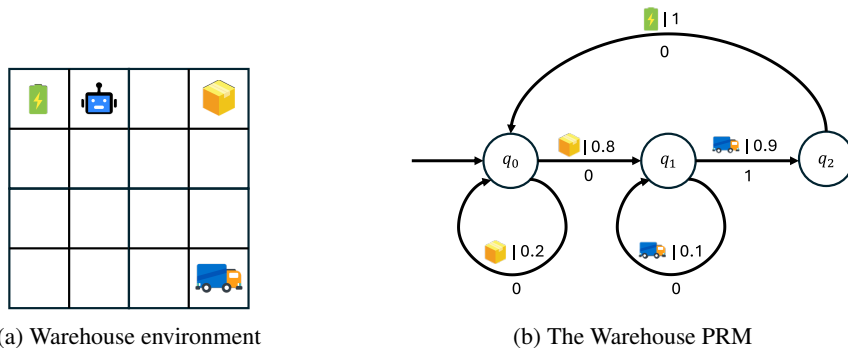 | 1
0
q₀
| 0.8
0
q₁
| 0.9
1
q₂
| 0.2
0
| 0.1
0
(a) Warehouse environment
(b) The Warehouse PRM